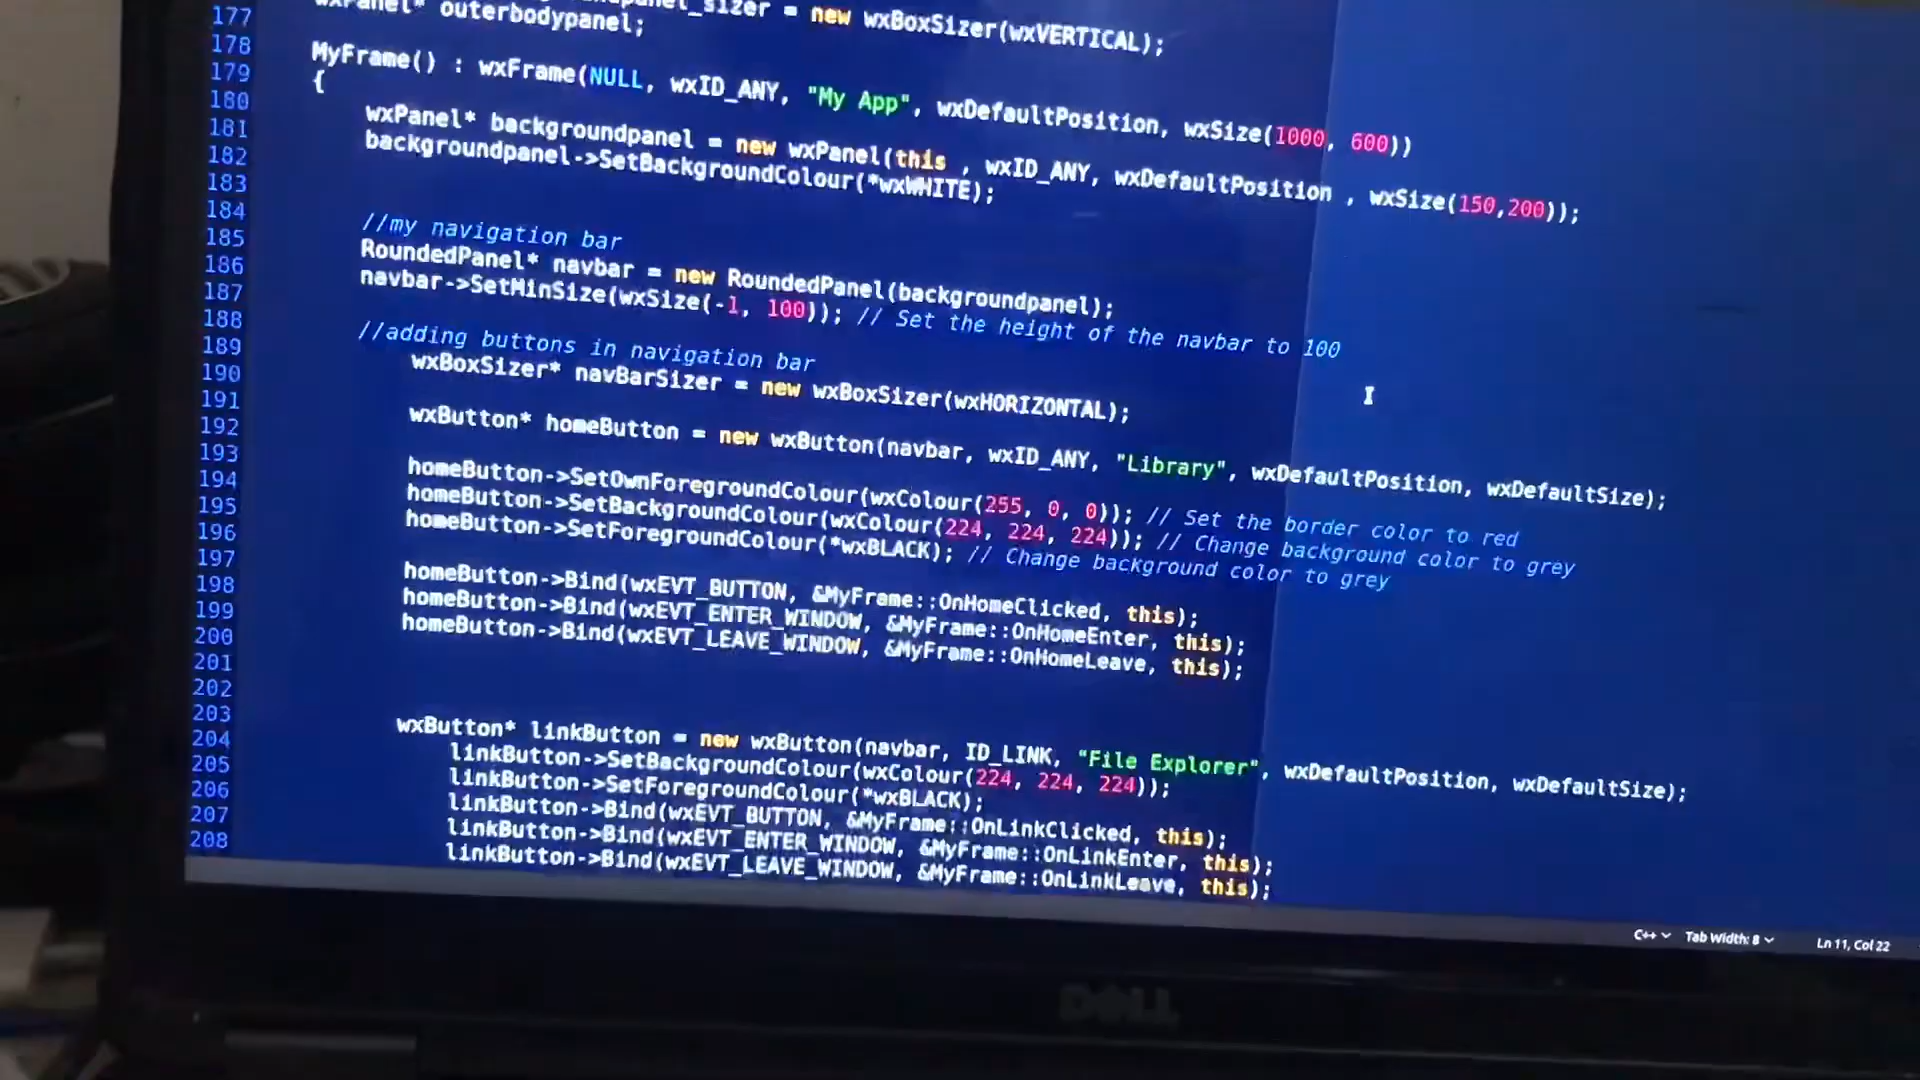 177
178
179
180
181
182
183
184
185
186
187
188
189
190
191
192
193
194
195
196
197
198
199
200
201
202
203
204
205
206
207
208
_sizer = new wxBoxSizer(wxVERTICAL);
wxPanel* outerbodypanel;
MyFrame() : wxFrame(NULL, wxID_ANY, "My App", wxDefaultPosition, wxSize(1000, 600))
{
wxPanel* backgroundpanel = new wxPanel(this , wxID_ANY, wxDefaultPosition , wxSize(150,200));
backgroundpanel->SetBackgroundColour(*wxWHITE);
//my navigation bar
RoundedPanel* navbar = new RoundedPanel(backgroundpanel);
navbar->SetMinSize(wxSize(-1, 100)); // Set the height of the navbar to 100
//adding buttons in navigation bar
wxBoxSizer* navBarSizer = new wxBoxSizer(wxHORIZONTAL);
wxButton* homeButton = new wxButton(navbar, wxID_ANY, "Library", wxDefaultPosition, wxDefaultSize);
homeButton->SetOwnForegroundColour(wxColour(255, 0, 0)); // Set the border color to red
homeButton->SetBackgroundColour(wxColour(224, 224, 224)); // Change background color to grey
homeButton->SetForegroundColour(*wxBLACK); // Change background color to grey
homeButton->Bind(wxEVT_BUTTON, &MyFrame::OnHomeClicked, this);
homeButton->Bind(wxEVT_ENTER_WINDOW, &MyFrame::OnHomeEnter, this);
homeButton->Bind(wxEVT_LEAVE_WINDOW, &MyFrame::OnHomeLeave, this);
wxButton* linkButton = new wxButton(navbar, ID_LINK, "File Explorer", wxDefaultPosition, wxDefaultSize);
linkButton->SetBackgroundColour(wxColour(224, 224, 224));
linkButton->SetForegroundColour(*wxBLACK);
linkButton->Bind(wxEVT_BUTTON, &MyFrame::OnLinkClicked, this);
linkButton->Bind(wxEVT_ENTER_WINDOW, &MyFrame::OnLinkEnter, this);
linkButton->Bind(wxEVT_LEAVE_WINDOW, &MyFrame::OnLinkLeave, this);
C++ Tab Width: 8 Ln 11, Col 22
DELL